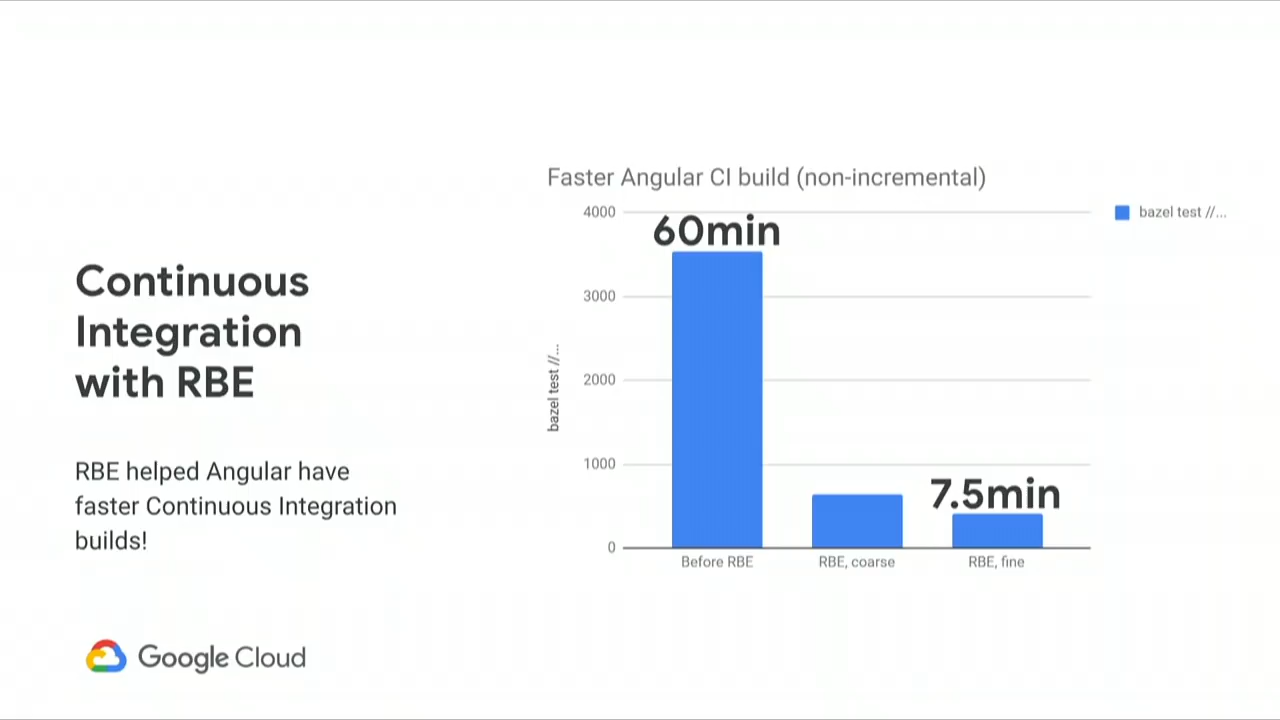 Continuous
Integration
with RBE
RBE helped Angular have
faster Continuous Integration
builds!
Google Cloud
Faster Angular CI build (non-incremental)
bazel test //...
4000
3000
2000
1000
0
bazel test //...
60min
7.5min
Before RBE
RBE, coarse
RBE, fine